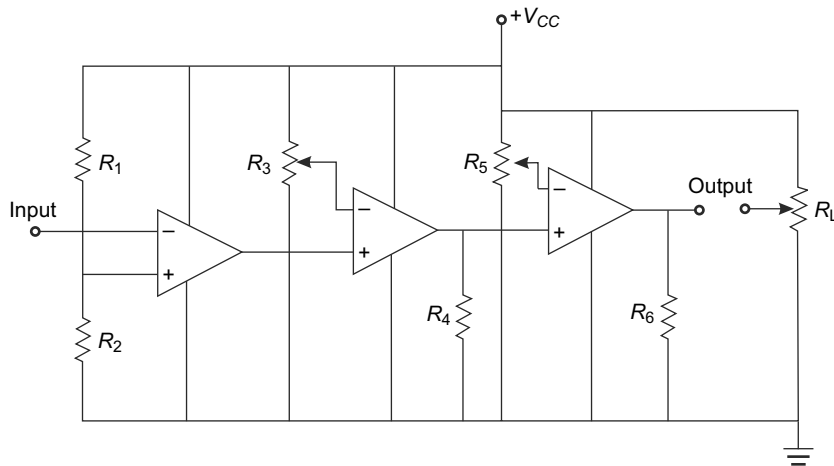 +VCC
R1
R3
R5
Input
Output
RL
−
+
−
+
−
+
R2
R4
R6